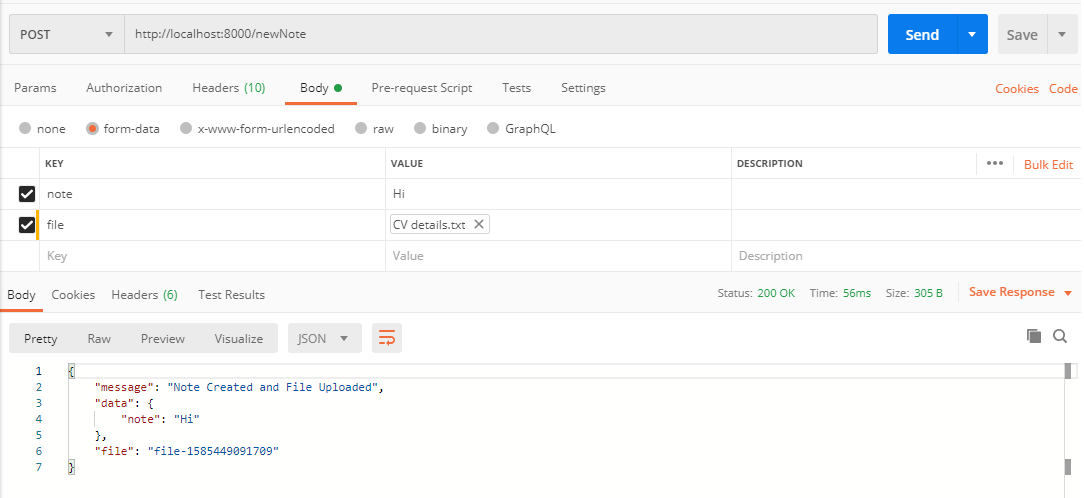 POST http://localhost:8000/newNote Send Save
Params Authorization Headers (10) Body Pre-request Script Tests Settings Cookies Code
none form-data x-www-form-urlencoded raw binary GraphQL
KEY VALUE DESCRIPTION ••• Bulk Edit
note Hi
file CV details.txt
Key Value Description
Body Cookies Headers (6) Test Results Status: 200 OK Time: 56ms Size: 305 B Save Response
Pretty Raw Preview Visualize JSON
1 {
2 "message": "Note Created and File Uploaded",
3 "data": {
4 "note": "Hi"
5 },
6 "file": "file-1585449091709"
7 }